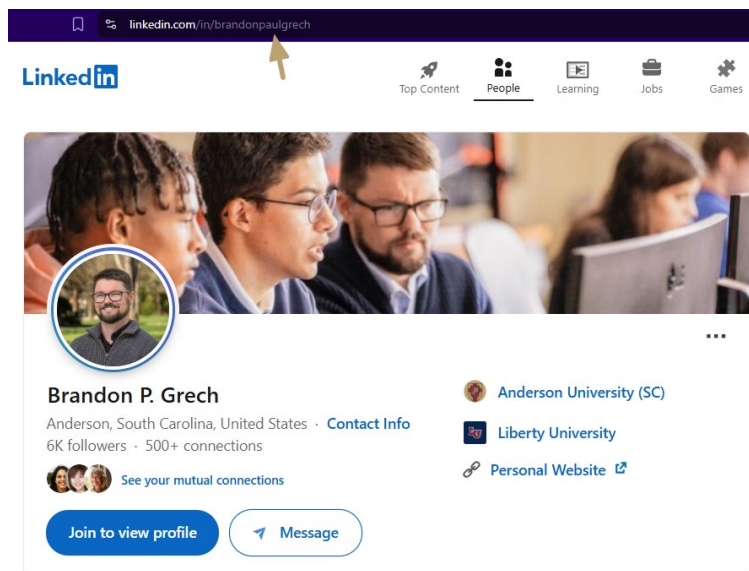 linkedin.com/in/brandonpaulgrech
Linkedin
Top Content
People
Learning
Jobs
Games
Brandon P. Grech
Anderson, South Carolina, United States · Contact Info
6K followers · 500+ connections
See your mutual connections
Join to view profile
Message
Anderson University (SC)
Liberty University
Personal Website